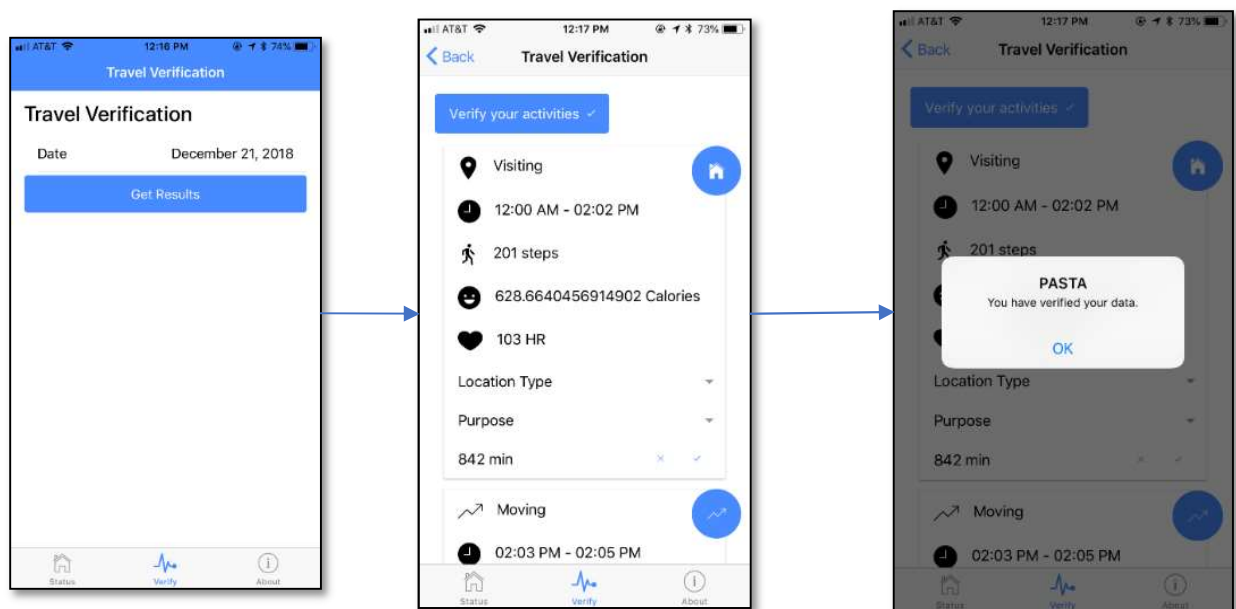 AT&T 12:16 PM 74%
Travel Verification
Travel Verification
Date December 21, 2018
Get Results
Status Verify About
AT&T 12:17 PM 73%
Back Travel Verification
Verify your activities
Visiting
12:00 AM - 02:02 PM
201 steps
628.6640456914902 Calories
103 HR
Location Type
Purpose
842 min
Moving
02:03 PM - 02:05 PM
Status Verify About
AT&T 12:17 PM 73%
Back Travel Verification
Verify your activities
Visiting
12:00 AM - 02:02 PM
201 steps
PASTA
You have verified your data.
OK
Location Type
Purpose
842 min
Moving
02:03 PM - 02:05 PM
Status Verify About